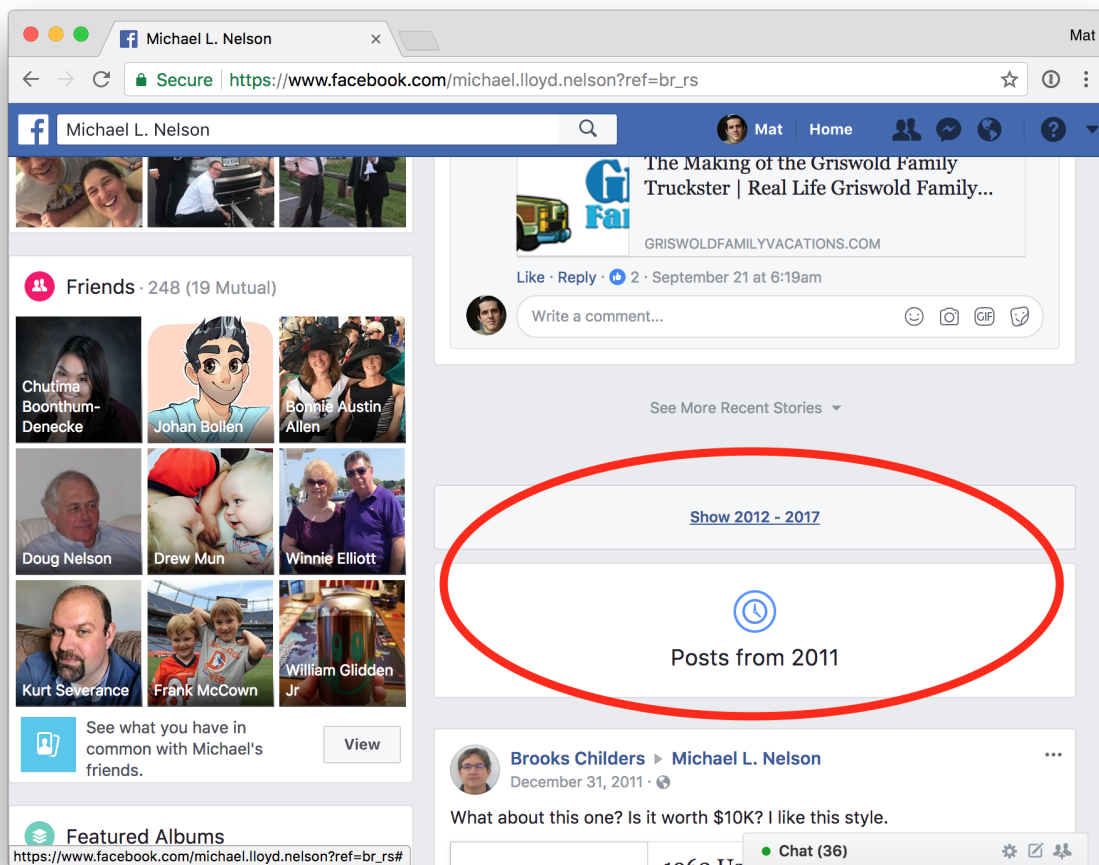 Michael L. Nelson
Mat
Secure https://www.facebook.com/michael.lloyd.nelson?ref=br_rs
Michael L. Nelson
Mat
Home
The Making of the Griswold Family
Truckster | Real Life Griswold Family...
GRISWOLDFAMILYVACATIONS.COM
Like · Reply · 2 · September 21 at 6:19am
Write a comment...
GIF
See More Recent Stories
Show 2012 - 2017
Posts from 2011
Brooks Childers ▸ Michael L. Nelson
December 31, 2011 ·
What about this one? Is it worth $10K? I like this style.
Friends · 248 (19 Mutual)
Chutima
Boonthum-
Denecke
Johan Bollen
Bonnie Austin
Allen
Doug Nelson
Drew Mun
Winnie Elliott
Kurt Severance
Frank McCown
William Glidden
Jr
See what you have in
common with Michael's
friends.
View
Featured Albums
https://www.facebook.com/michael.lloyd.nelson?ref=br_rs#
Chat (36)